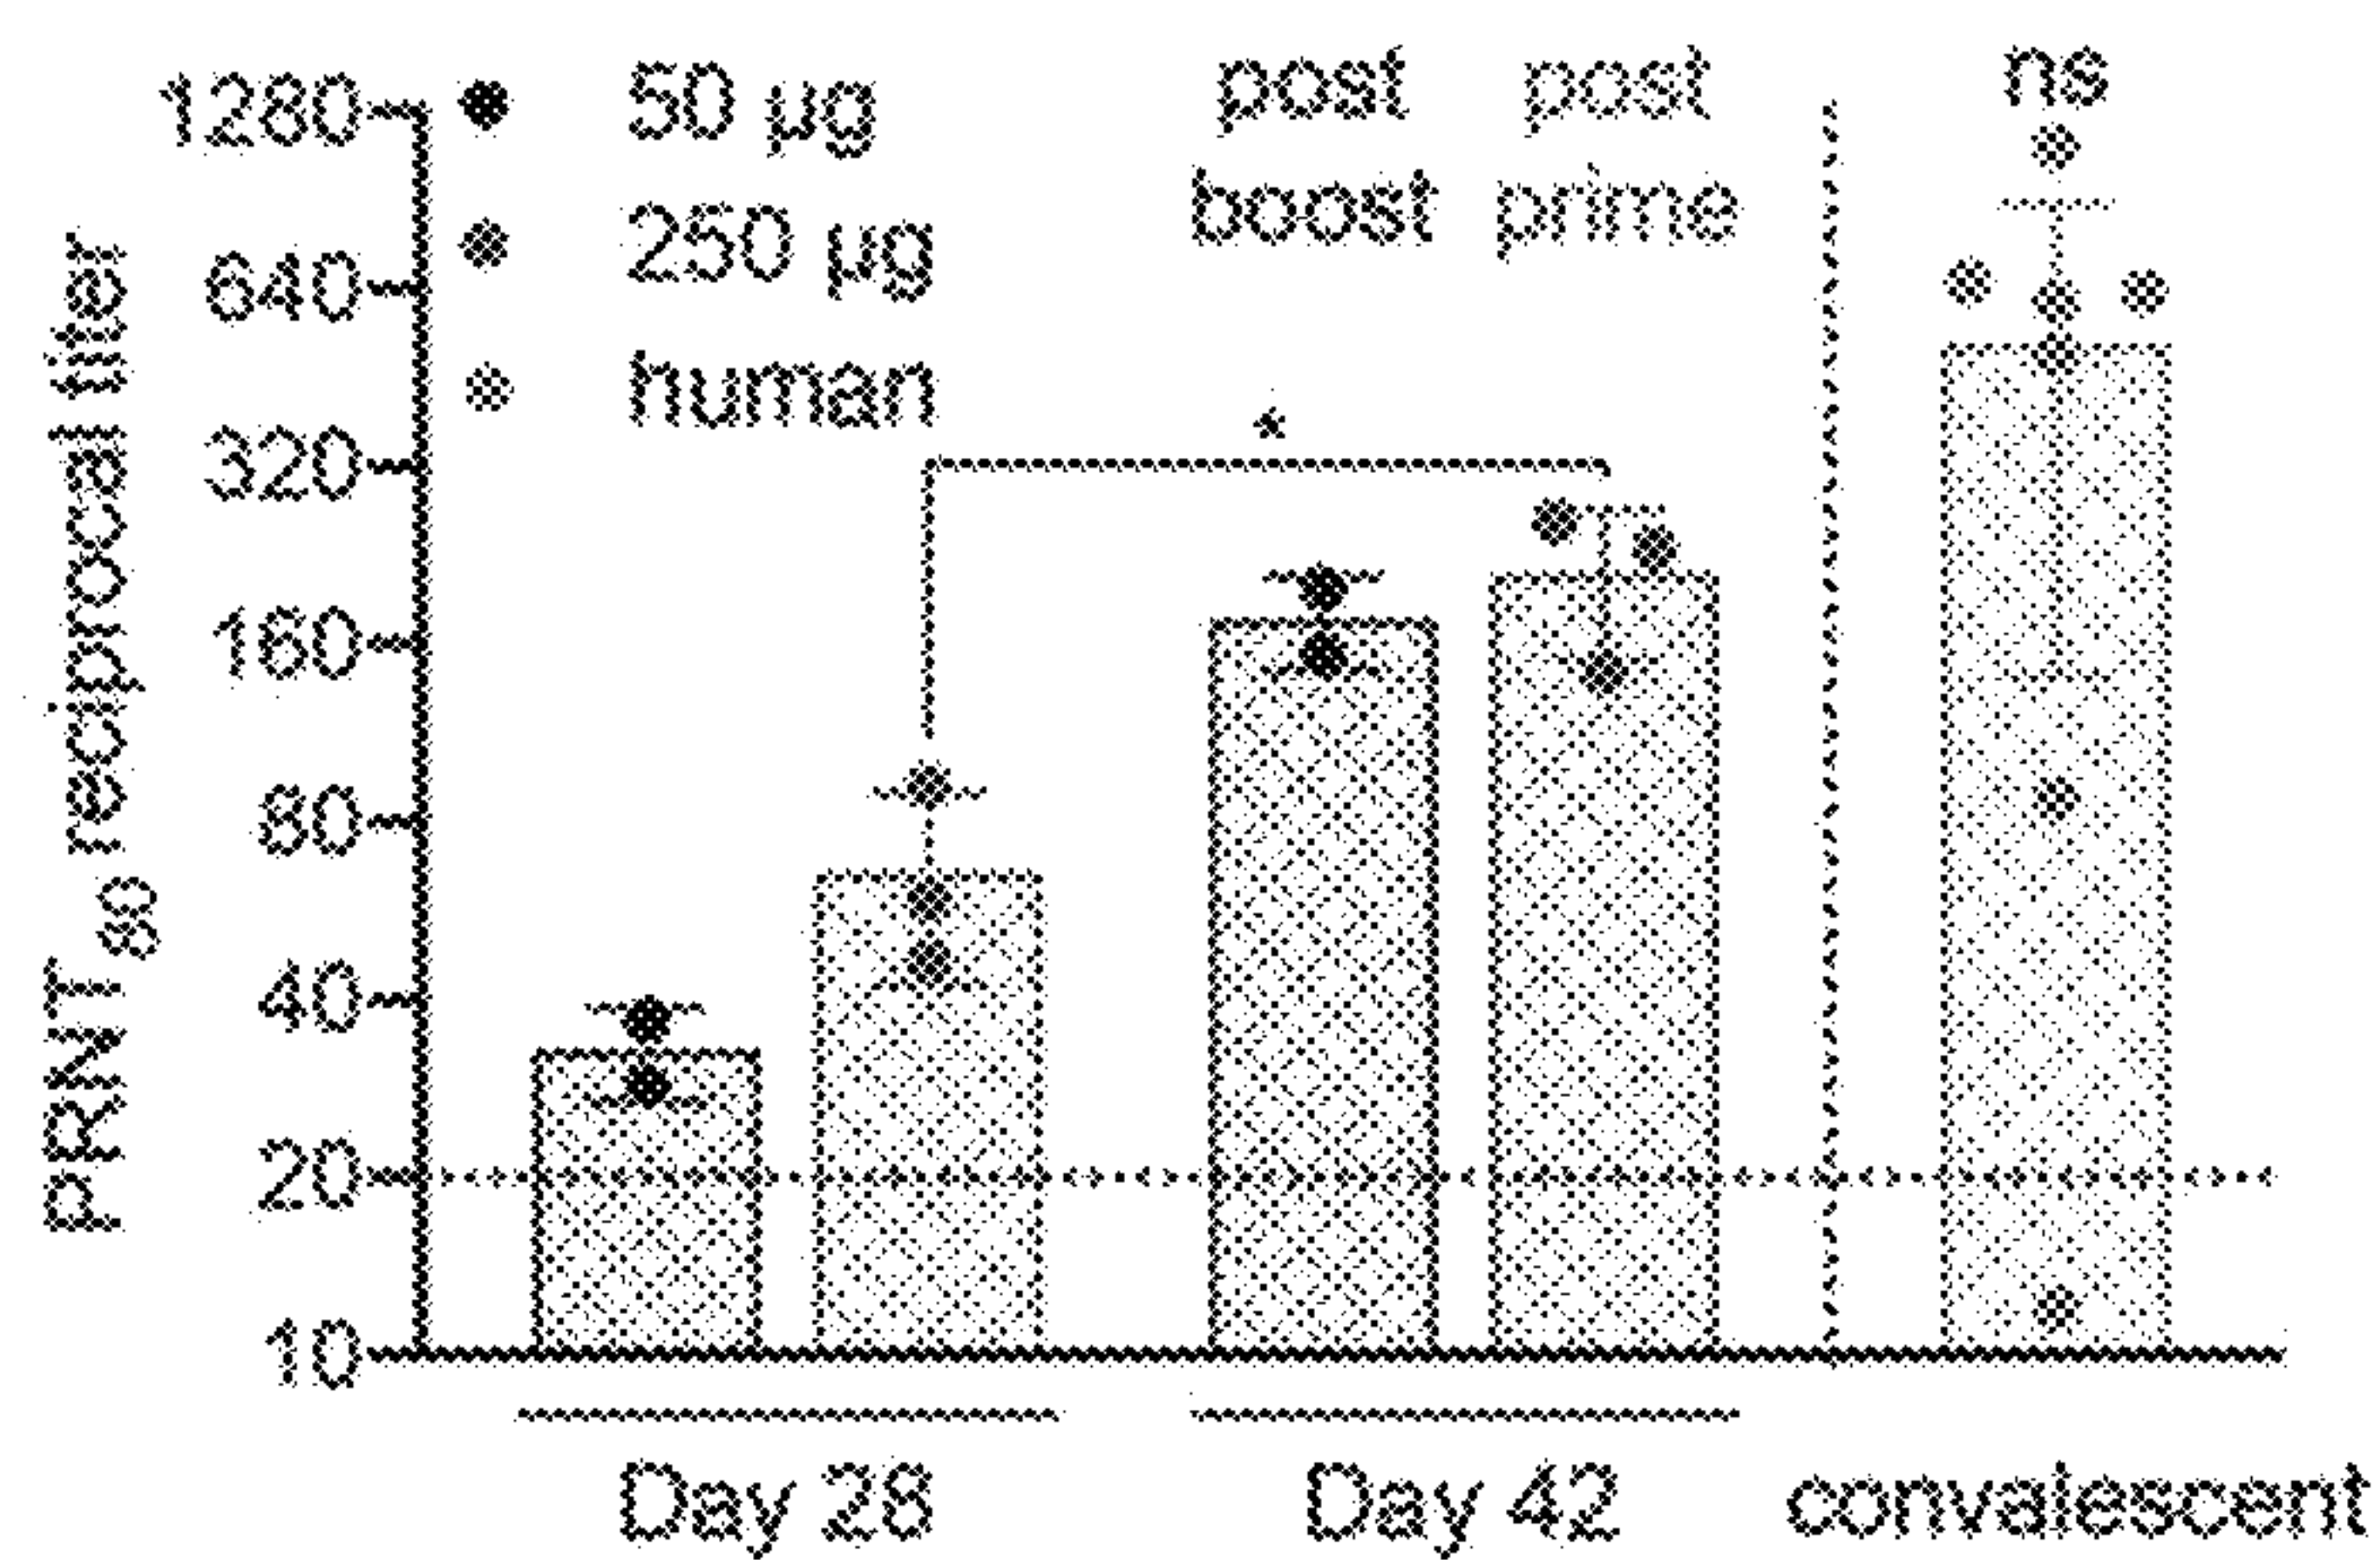 PRNT80 reciprocal titer
1280
640
320
160
80
40
20
10
50 µg
250 µg
human
post boost
post prime
ns
*
Day 28
Day 42
convalescent